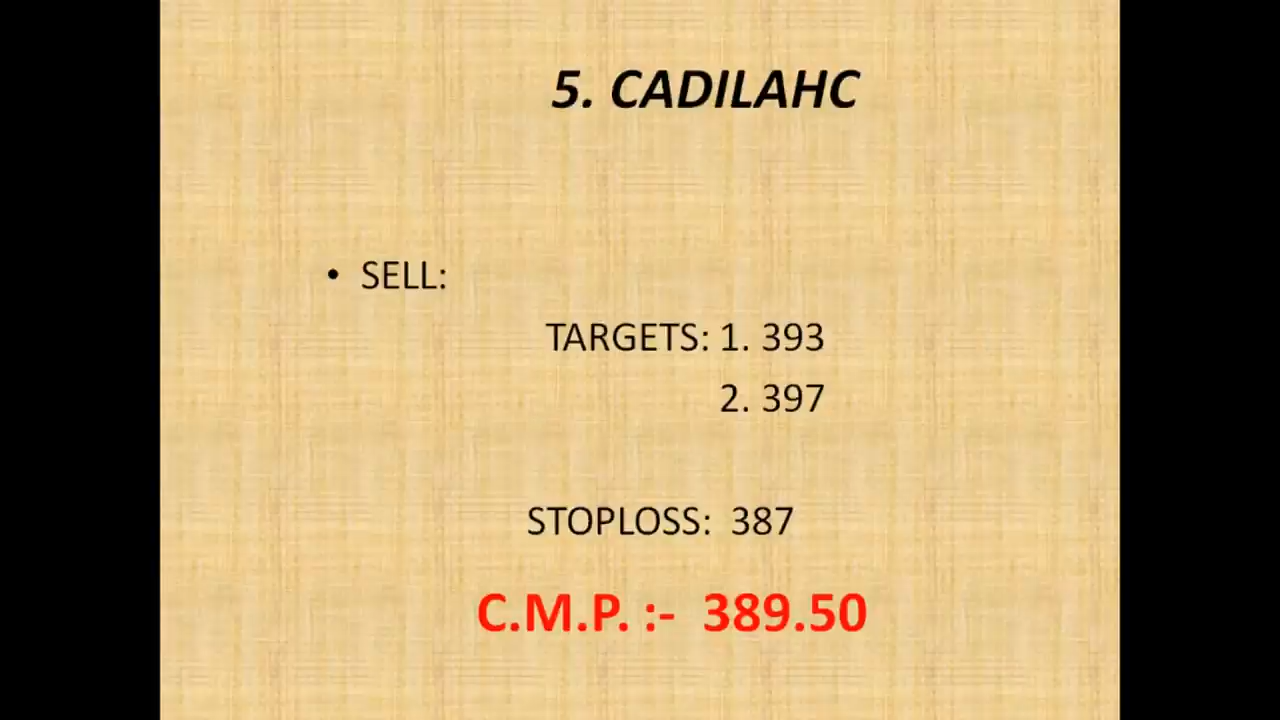 5. CADILAHC
• SELL:
TARGETS: 1. 393
2. 397
STOPLOSS: 387
C.M.P. :- 389.50